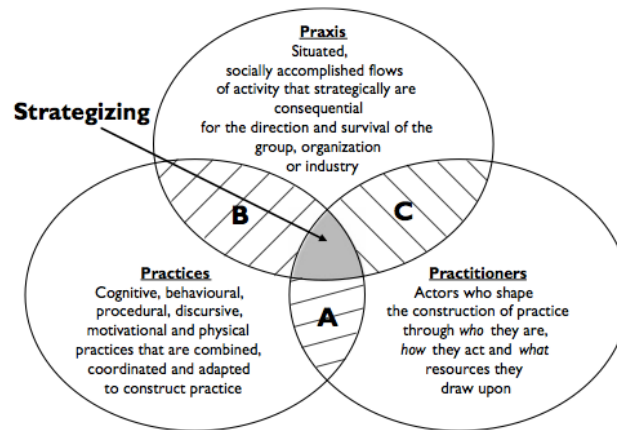 Praxis
Situated,
socially accomplished flows
of activity that strategically are
consequential
for the direction and survival of the
group, organization
or industry
Strategizing
B
C
Practices
Cognitive, behavioural,
procedural, discursive,
motivational and physical
practices that are combined,
coordinated and adapted
to construct practice
A
Practitioners
Actors who shape
the construction of practice
through who they are,
how they act and what
resources they
draw upon